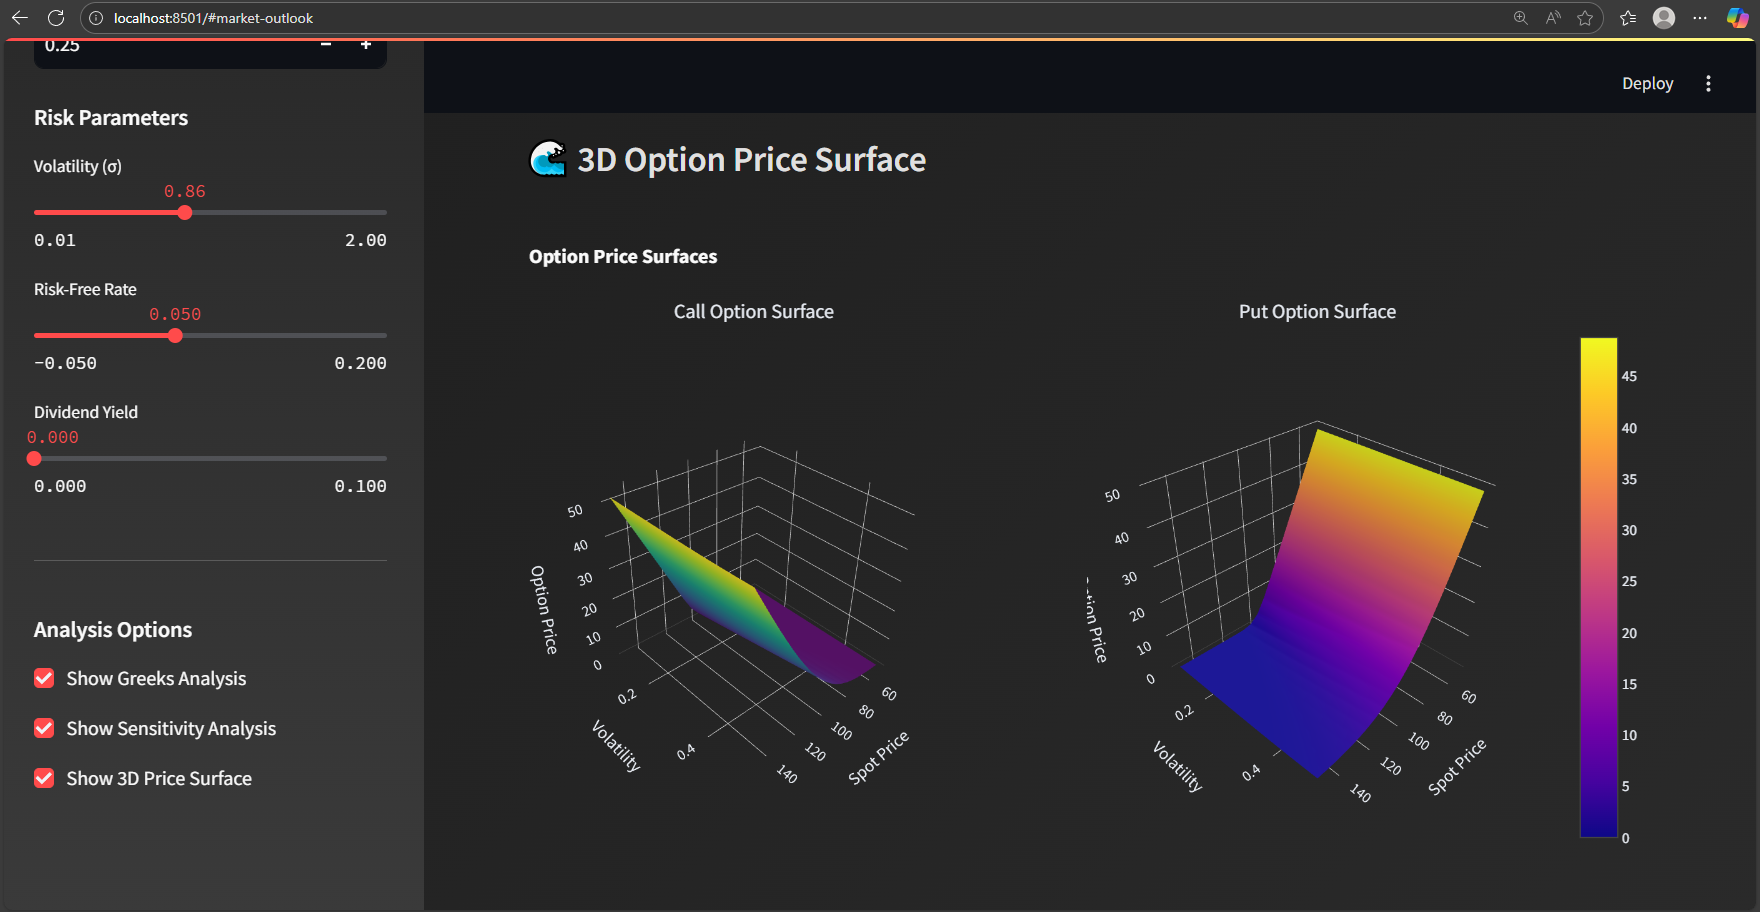 localhost:8501/#market-outlook
0.25
Deploy
Risk Parameters
Volatility (σ)
0.86
0.01 2.00
Risk-Free Rate
0.050
−0.050 0.200
Dividend Yield
0.000
0.000 0.100
Analysis Options
Show Greeks Analysis
Show Sensitivity Analysis
Show 3D Price Surface
3D Option Price Surface
Option Price Surfaces
Call Option Surface
50
40
30
20
10
0
Option Price
0.2
0.4
Volatility
60
80
100
120
140
Spot Price
Put Option Surface
50
40
30
20
10
0
tion Price
0.2
0.4
Volatility
60
80
100
120
140
Spot Price
45
40
35
30
25
20
15
10
5
0